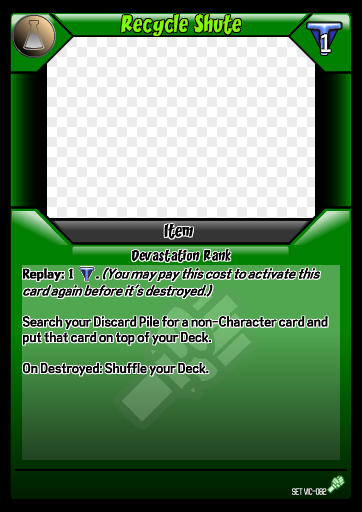 Recycle Shute
1
Item
Devastation Rank
Replay: 1 . (You may pay this cost to activate this
card again before it's destroyed.)
Search your Discard Pile for a non-Character card and
put that card on top of your Deck.
On Destroyed: Shuffle your Deck.
SET VIC-082